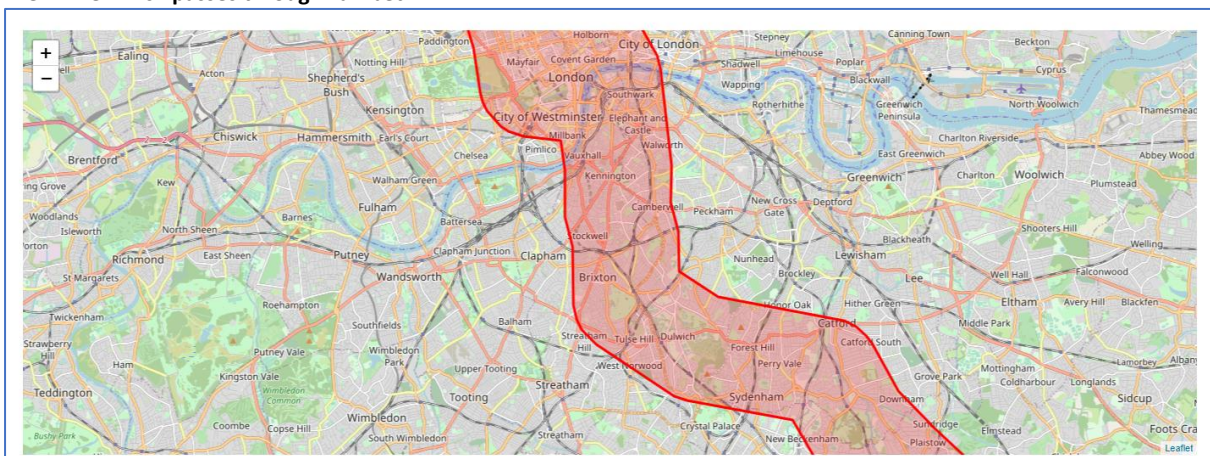 +
−
Ealing
Acton
Shepherd's
Bush
Notting Hill
Paddington
Kensington
Mayfair
Covent Garden
Holborn
London
City of London
Stepney
Limehouse
Shadwell
Wapping
Poplar
Canning Town
Beckton
Cyprus
Blackwall
Rotherhithe
Greenwich
Peninsula
North Woolwich
Thamesmead
Southwark
City of Westminster
Elephant and
Castle
Millbank
Pimlico
Walworth
Vauxhall
Kennington
Chiswick
Hammersmith
Earl's Court
Chelsea
Brentford
Kew
Walham Green
Fulham
Battersea
Barnes
Woodlands
Isleworth
North Sheen
East Sheen
Richmond
Putney
Clapham Junction
Clapham
Wandsworth
Stockwell
Camberwell
Peckham
New Cross
Gate
Deptford
Greenwich
East Greenwich
Charlton Riverside
Charlton
Woolwich
Plumstead
Abbey Wood
Shooters Hill
Welling
Blackheath
Lewisham
Nunhead
Brockley
Lee
Well Hall
Falconwood
Eltham
Avery Hill
Blackfen
St Margarets
Twickenham
Strawberry
Hill
Ham
Teddington
Bushy Park
Roehampton
Putney Vale
Kingston Vale
Wimbledon
Common
Coombe
Copse Hill
Wimbledon
South Wimbledon
Southfields
Wimbledon
Park
Balham
Upper Tooting
Tooting
Streatham
Streatham
Streatham
Hill
Brixton
Tulse Hill
Dulwich
West Norwood
Honor Oak
Hither Green
Catford
Catford South
Forest Hill
Perry Vale
Sydenham
Crystal Palace
New Beckenham
Grove Park
Downham
Sundridge
Plaistow
Elmstead
Middle Park
Mottingham
Coldharbour
Longlands
Lamorbey
Albany
Sidcup
Foots Cra
Leaflet